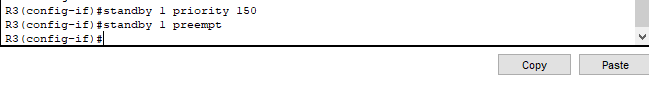 R3(config-if)#standby 1 priority 150
R3(config-if)#standby 1 preempt
R3(config-if)#
Copy
Paste